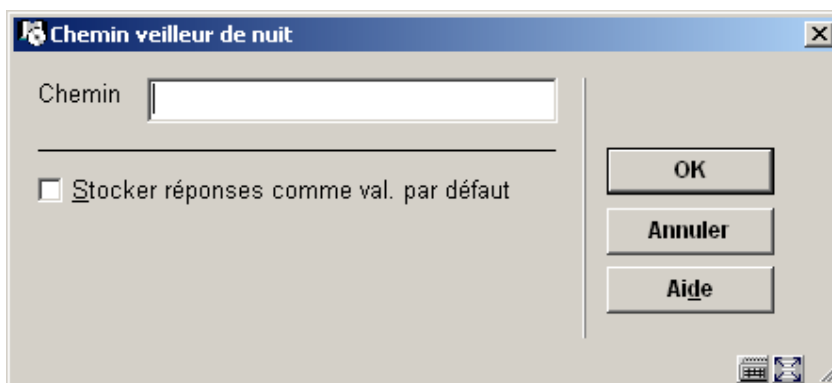 Chemin veilleur de nuit
Chemin
Stocker réponses comme val. par défaut
OK
Annuler
Aide